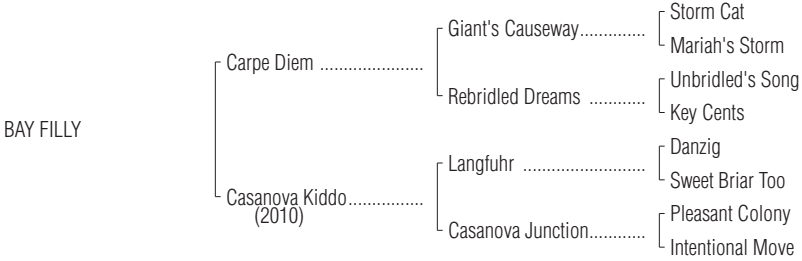 Storm Cat
Giant's Causeway..............
Mariah's Storm
Carpe Diem ......................
Unbridled's Song
Rebridled Dreams ............
Key Cents
BAY FILLY
Danzig
Langfuhr ..........................
Sweet Briar Too
Casanova Kiddo................
(2010)
Pleasant Colony
Casanova Junction............
Intentional Move